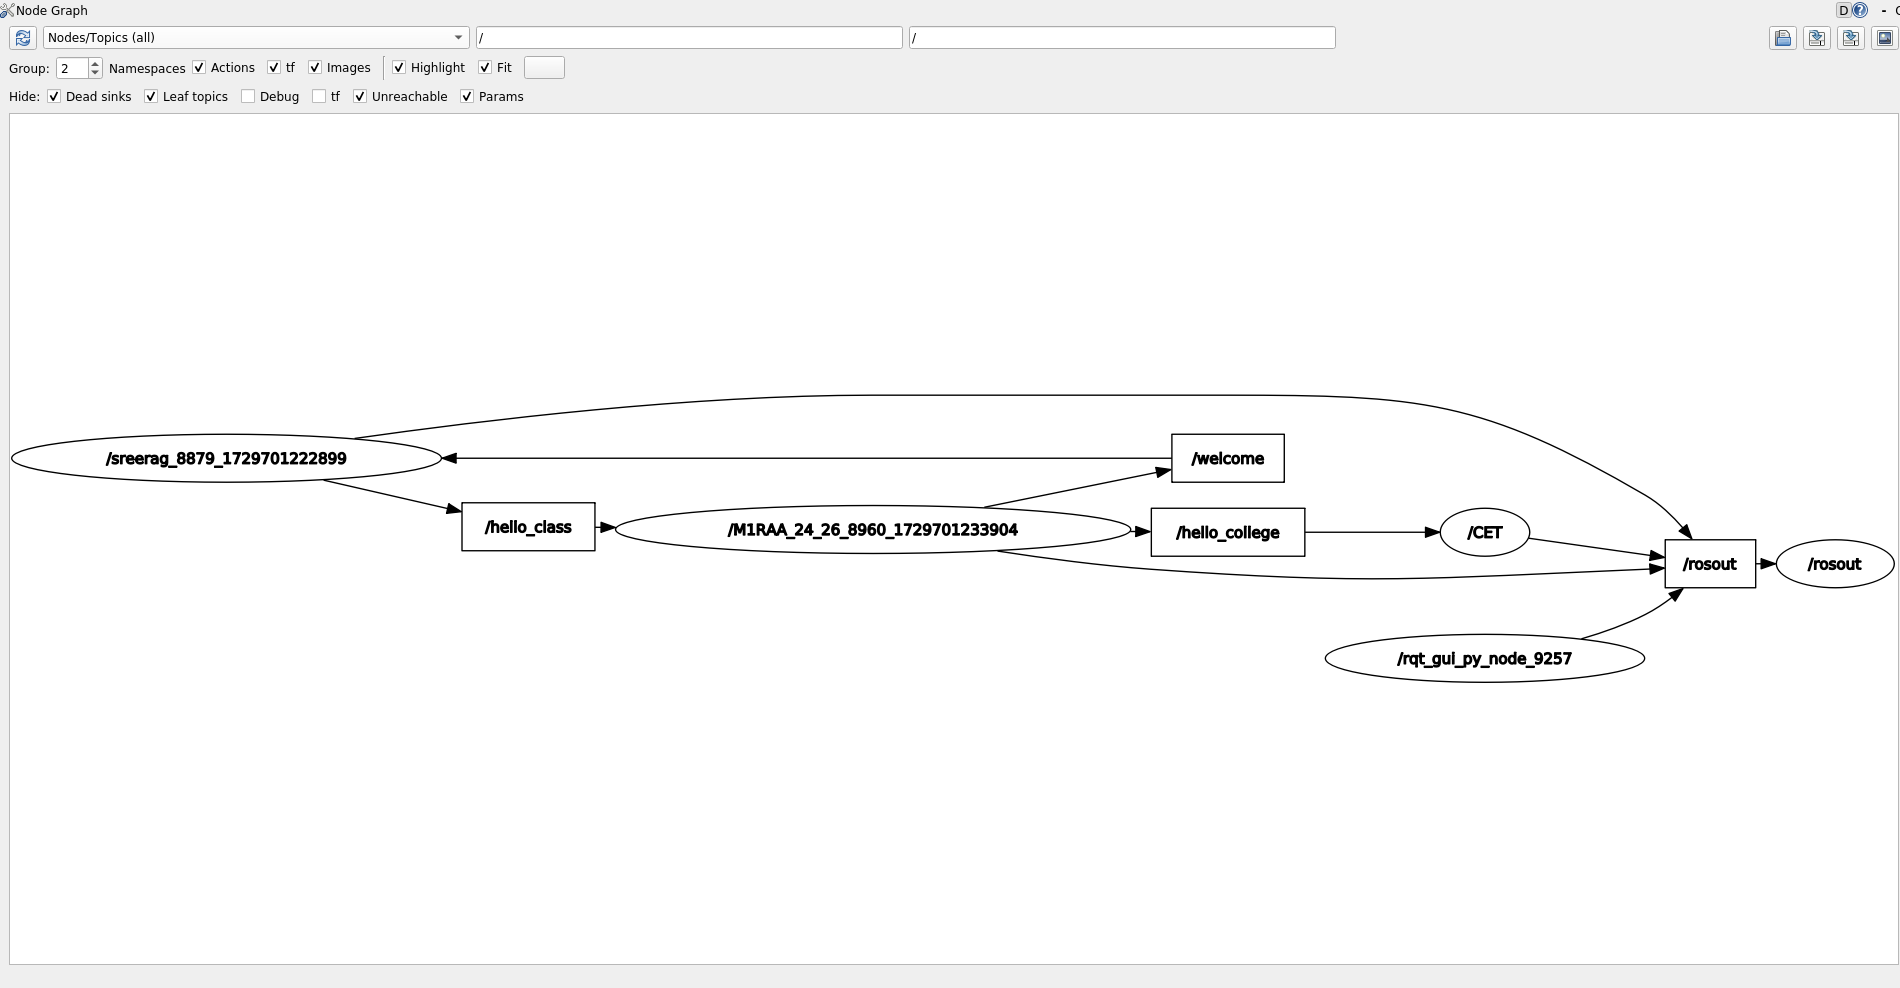 Node Graph
D ? -
Nodes/Topics (all) / /
Group: 2 Namespaces Actions tf Images Highlight Fit
Hide: Dead sinks Leaf topics Debug tf Unreachable Params
/sreerag_8879_1729701222899
/welcome
/hello_class
/M1RAA_24_26_8960_1729701233904
/hello_college
/CET
/rosout
/rosout
/rqt_gui_py_node_9257